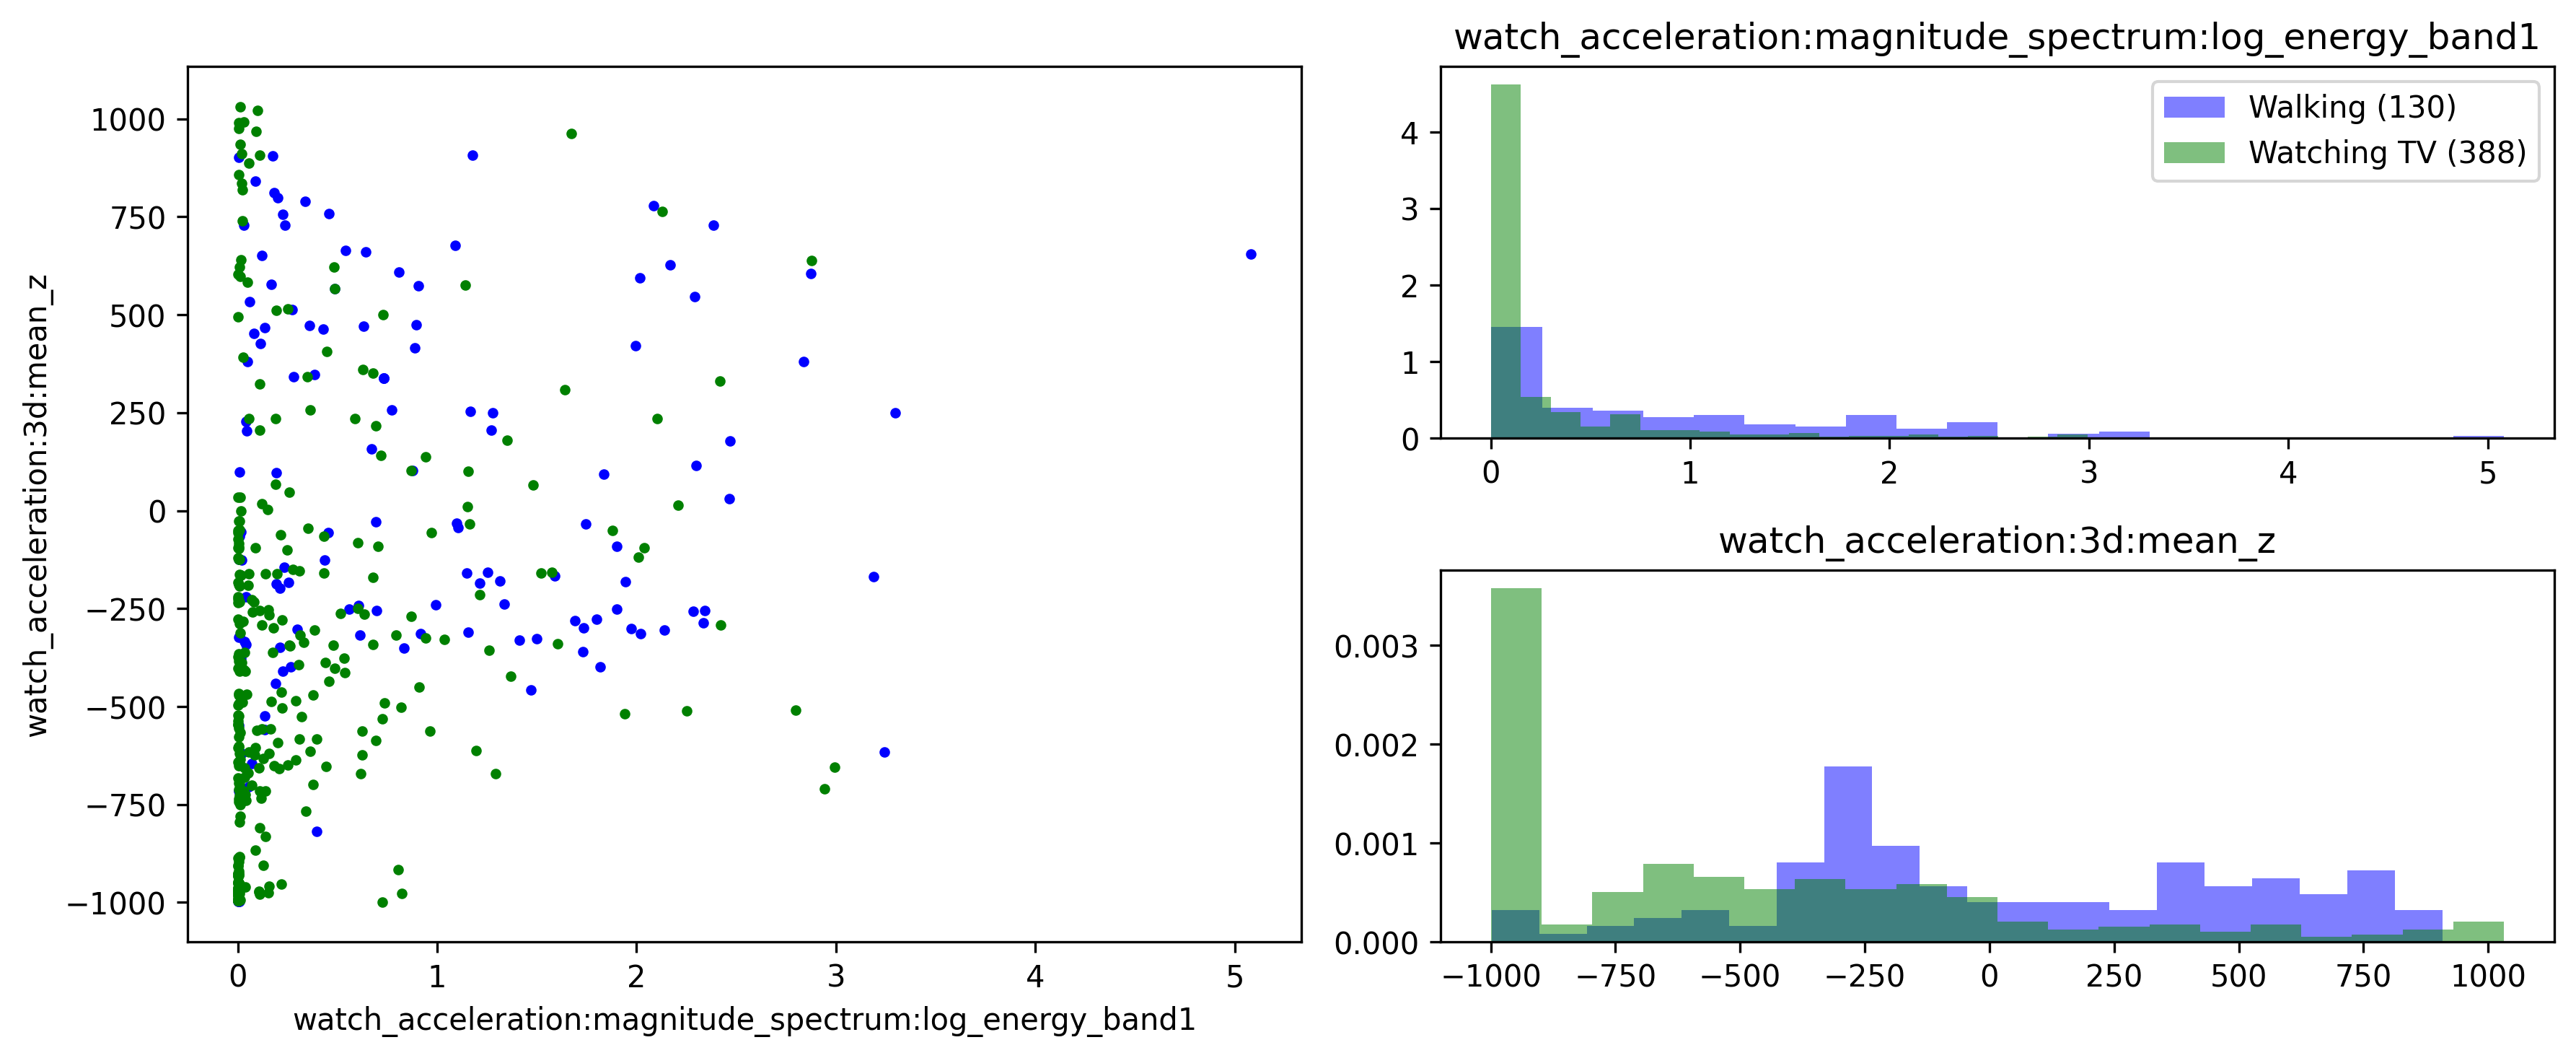 watch_acceleration:3d:mean_z
1000
750
500
250
0
−250
−500
−750
−1000
0 1 2 3 4 5
watch_acceleration:magnitude_spectrum:log_energy_band1
watch_acceleration:magnitude_spectrum:log_energy_band1
4
3
2
1
0
Walking (130)
Watching TV (388)
0 1 2 3 4 5
watch_acceleration:3d:mean_z
0.003
0.002
0.001
0.000
−1000 −750 −500 −250 0 250 500 750 1000